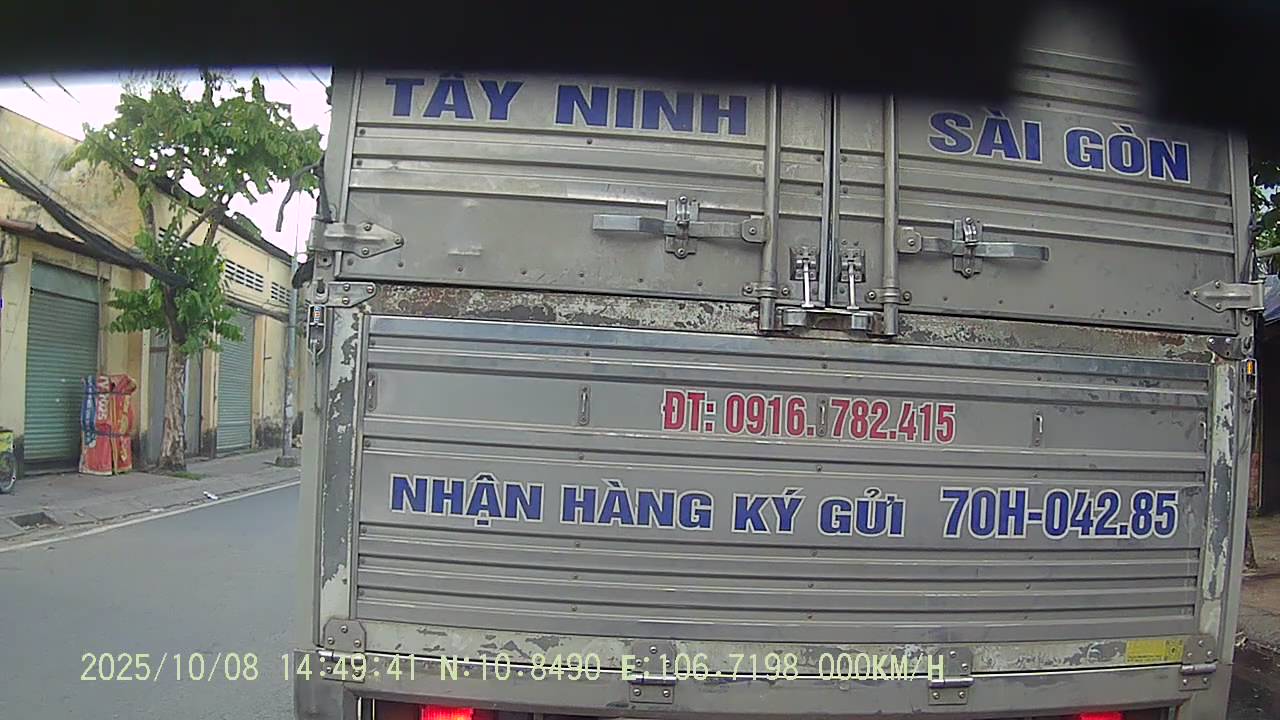 TÂY NINH
SÀI GÒN
ĐT: 0916.782.415
NHẬN HÀNG KÝ GỬI 70H-042.85
2025/10/08 14:49:41 N:10.8490 E:106.7198 000KM/H